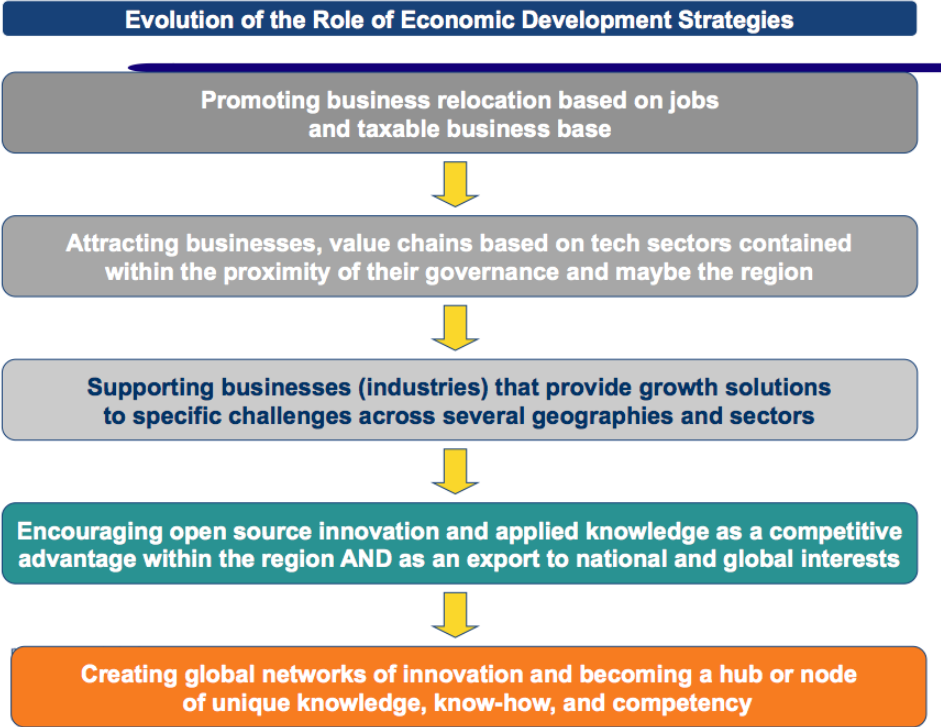 Evolution of the Role of Economic Development Strategies
Promoting business relocation based on jobs
and taxable business base
Attracting businesses, value chains based on tech sectors contained
within the proximity of their governance and maybe the region
Supporting businesses (industries) that provide growth solutions
to specific challenges across several geographies and sectors
Encouraging open source innovation and applied knowledge as a competitive
advantage within the region AND as an export to national and global interests
Creating global networks of innovation and becoming a hub or node
of unique knowledge, know-how, and competency